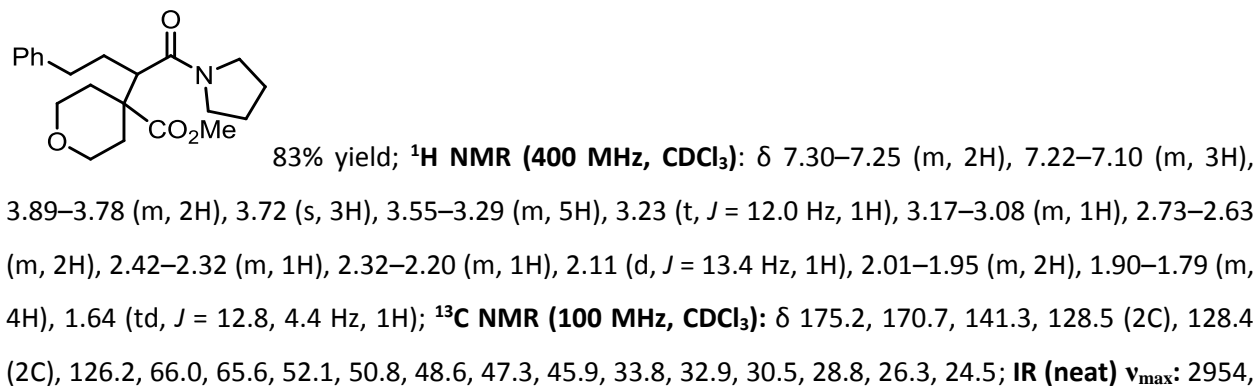 O
Ph
N
O
CO₂Me
83% yield; ¹H NMR (400 MHz, CDCl₃): δ 7.30–7.25 (m, 2H), 7.22–7.10 (m, 3H),
3.89–3.78 (m, 2H), 3.72 (s, 3H), 3.55–3.29 (m, 5H), 3.23 (t, J = 12.0 Hz, 1H), 3.17–3.08 (m, 1H), 2.73–2.63
(m, 2H), 2.42–2.32 (m, 1H), 2.32–2.20 (m, 1H), 2.11 (d, J = 13.4 Hz, 1H), 2.01–1.95 (m, 2H), 1.90–1.79 (m,
4H), 1.64 (td, J = 12.8, 4.4 Hz, 1H); ¹³C NMR (100 MHz, CDCl₃): δ 175.2, 170.7, 141.3, 128.5 (2C), 128.4
(2C), 126.2, 66.0, 65.6, 52.1, 50.8, 48.6, 47.3, 45.9, 33.8, 32.9, 30.5, 28.8, 26.3, 24.5; IR (neat) νmax: 2954,